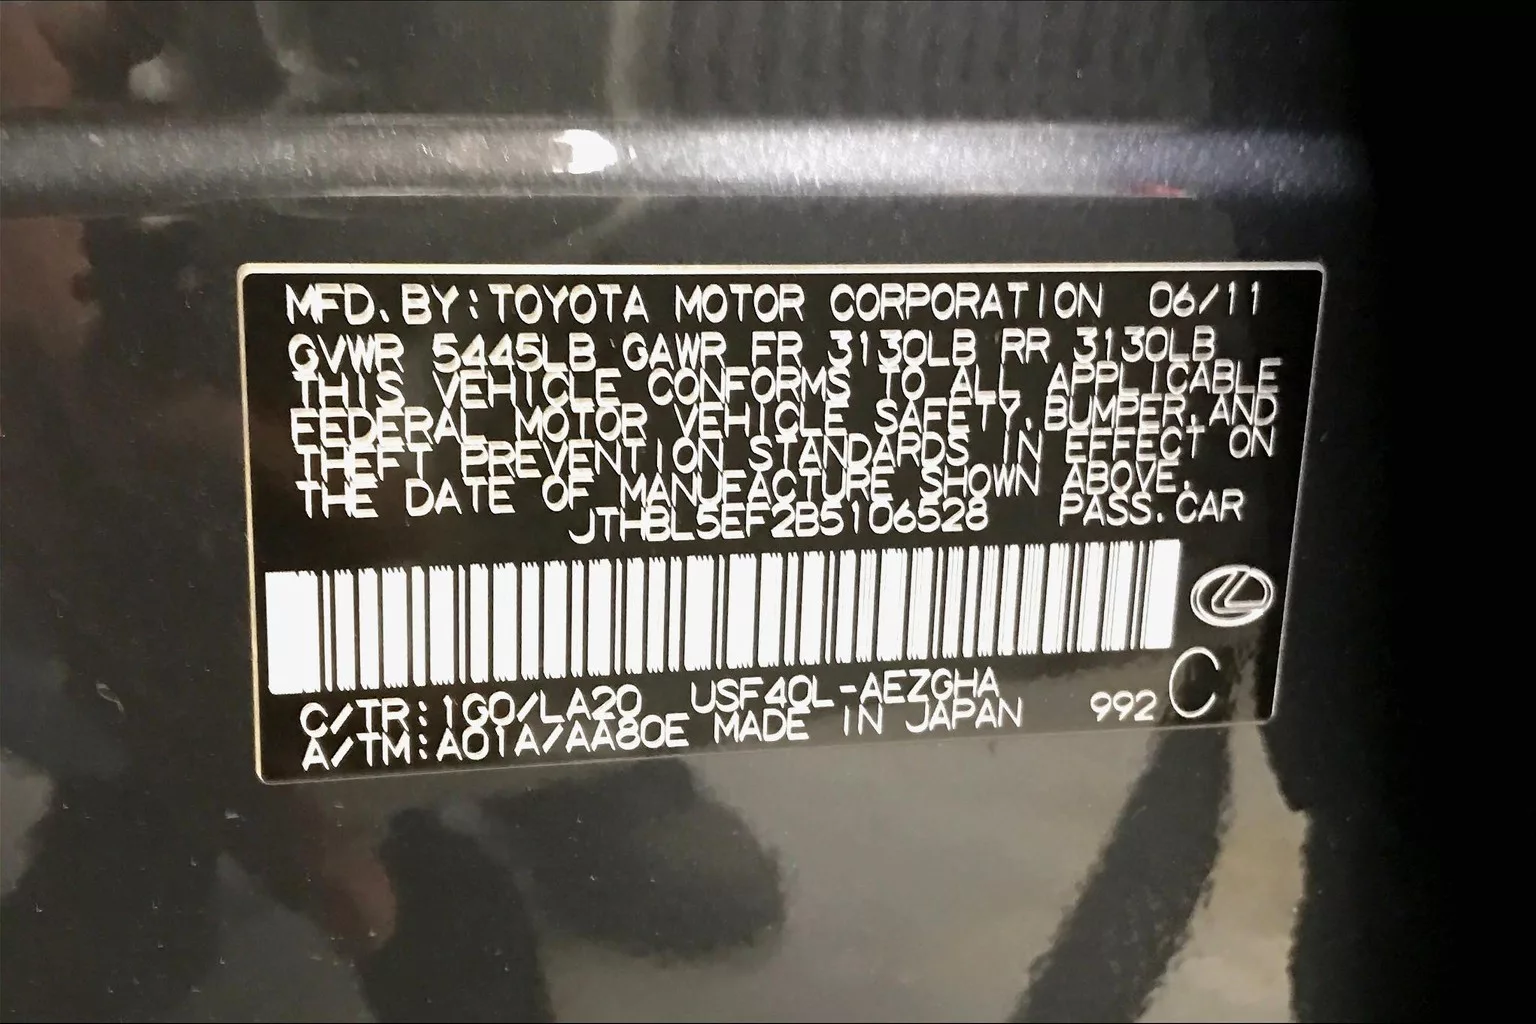 MFD. BY: TOYOTA MOTOR CORPORATION 06/11
GVWR 5445LB GAWR FR 3130LB RR 3130LB
THIS VEHICLE CONFORMS TO ALL APPLICABLE
FEDERAL MOTOR VEHICLE SAFETY, BUMPER, AND
THEFT PREVENTION STANDARDS IN EFFECT ON
THE DATE OF MANUFACTURE SHOWN ABOVE.
JTHBL5EF2B5106528 PASS. CAR
C/TR: 1G0/LA20 USF40L-AEZGHA
A/TM: A01A/AA80E MADE IN JAPAN 992 C